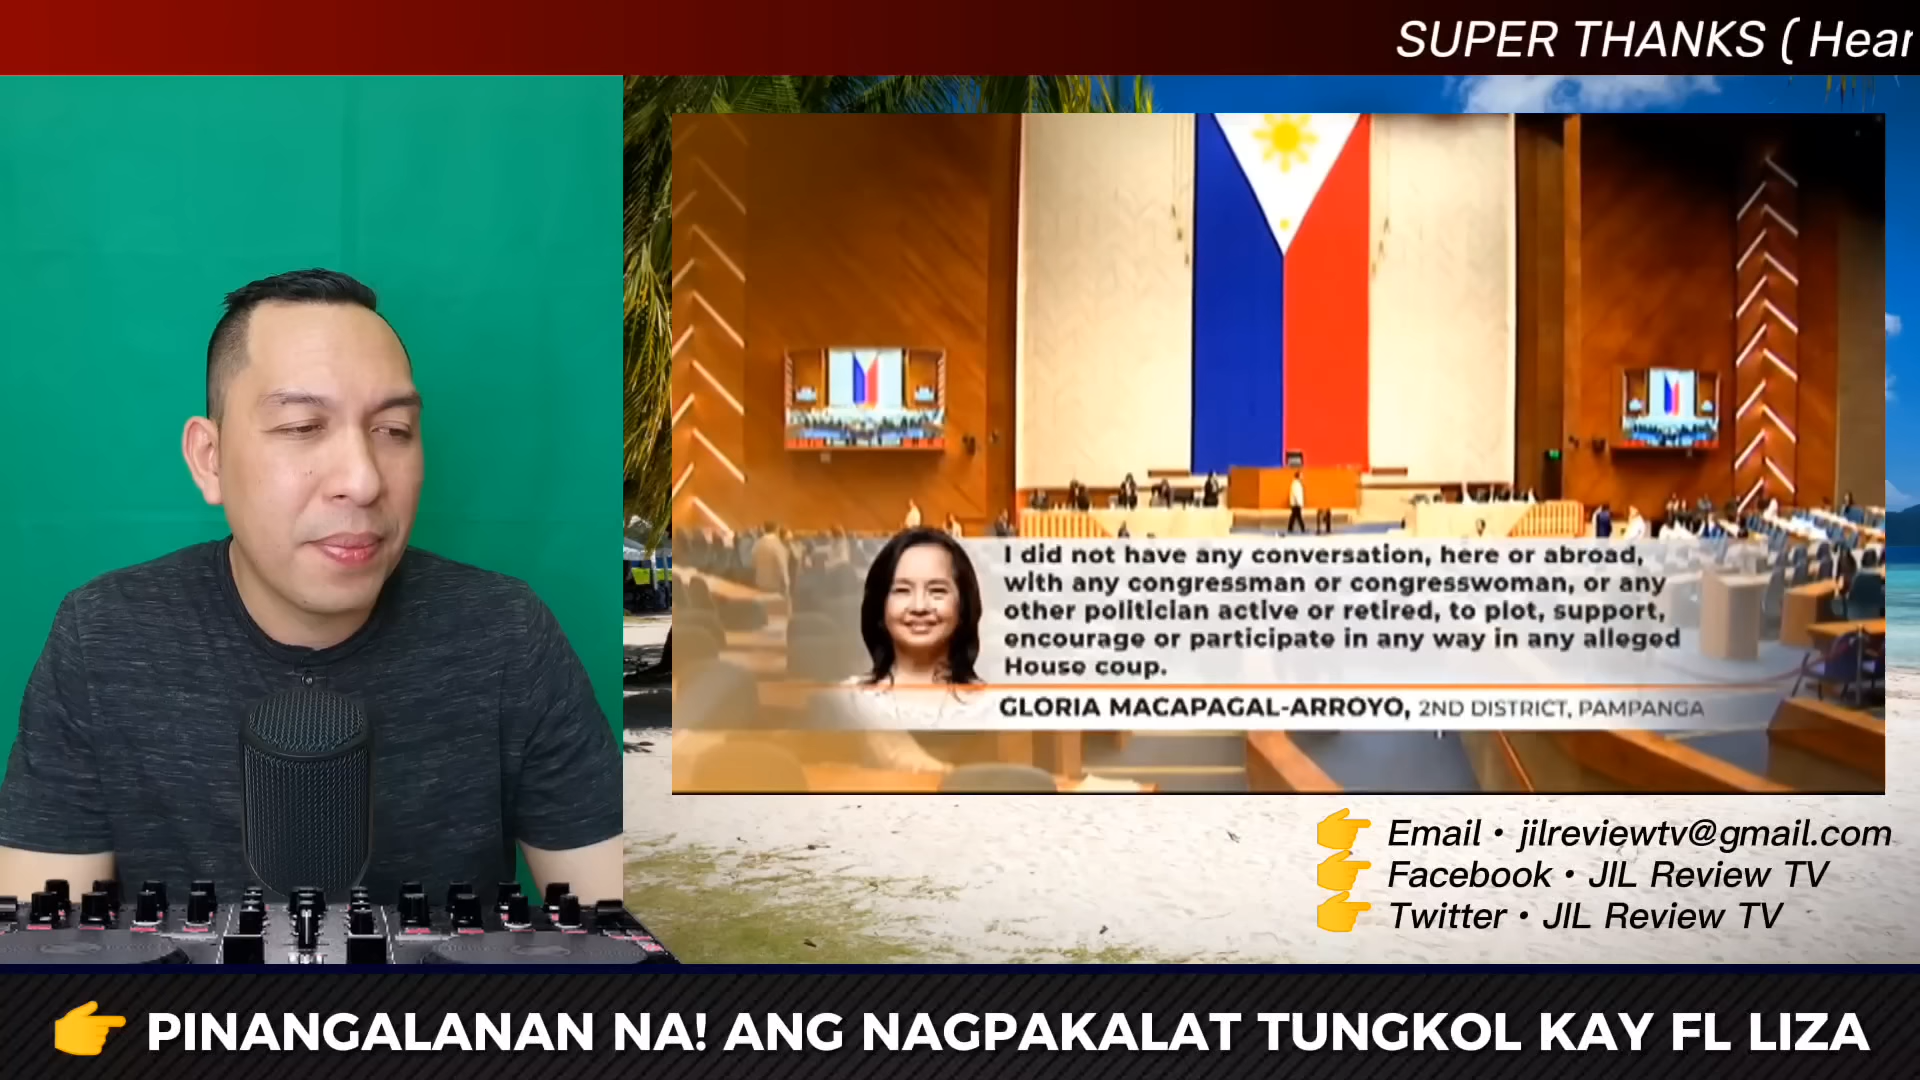 SUPER THANKS ( Hear
I did not have any conversation, here or abroad,
with any congressman or congresswoman, or any
other politician active or retired, to plot, support,
encourage or participate in any way in any alleged
House coup.
GLORIA MACAPAGAL-ARROYO, 2ND DISTRICT, PAMPANGA
Email • jilreviewtv@gmail.com
Facebook • JIL Review TV
Twitter • JIL Review TV
PINANGALANAN NA! ANG NAGPAKALAT TUNGKOL KAY FL LIZA